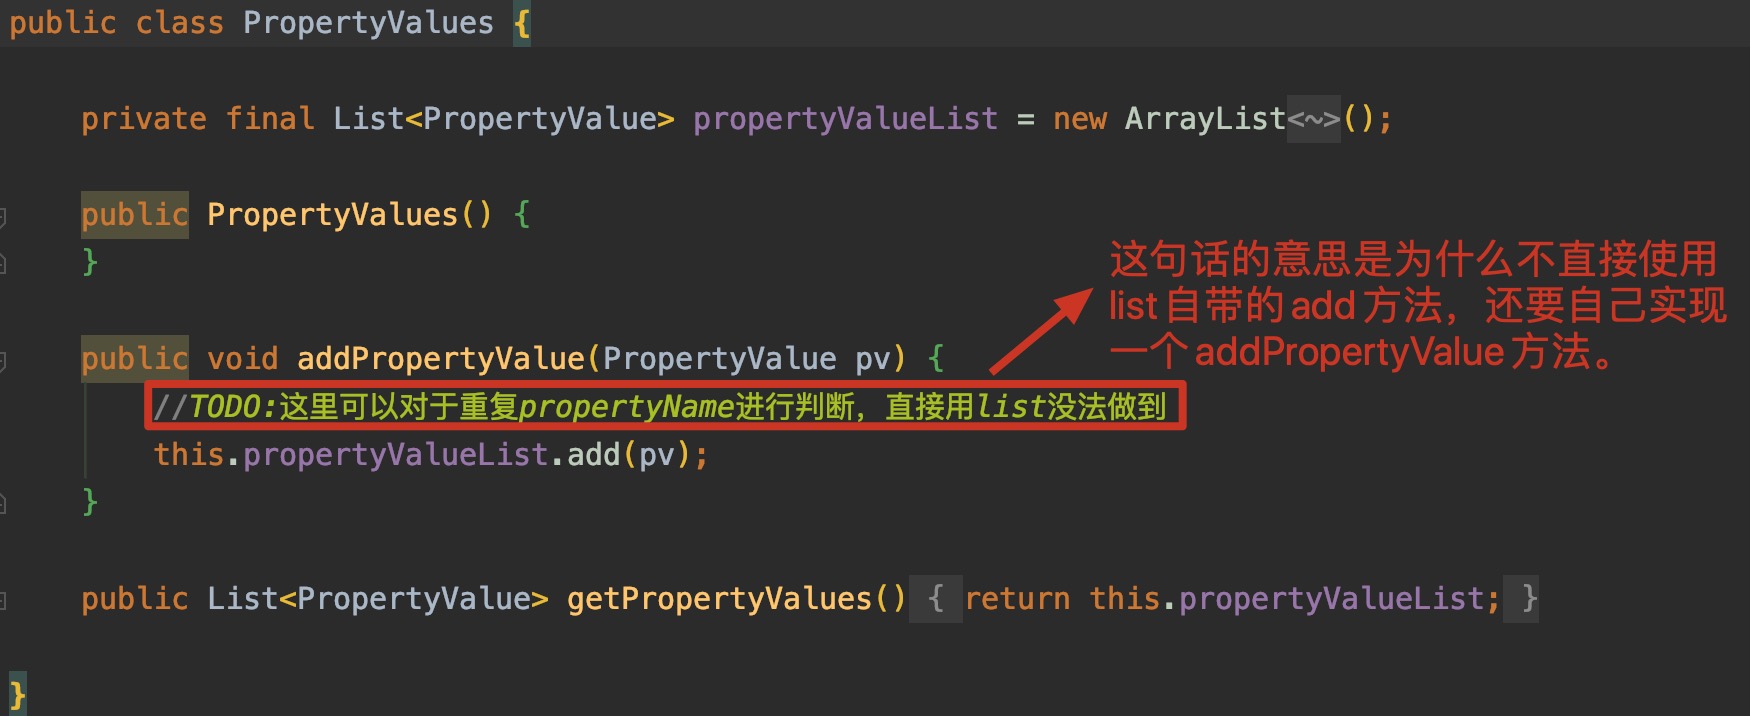 public class PropertyValues {
private final List<PropertyValue> propertyValueList = new ArrayList<~>();
public PropertyValues() {
}
这句话的意思是为什么不直接使用
list自带的add方法，还要自己实现
一个addPropertyValue方法。
public void addPropertyValue(PropertyValue pv) {
//TODO:这里可以对于重复propertyName进行判断，直接用list没法做到
this.propertyValueList.add(pv);
}
public List<PropertyValue> getPropertyValues() { return this.propertyValueList; }
}